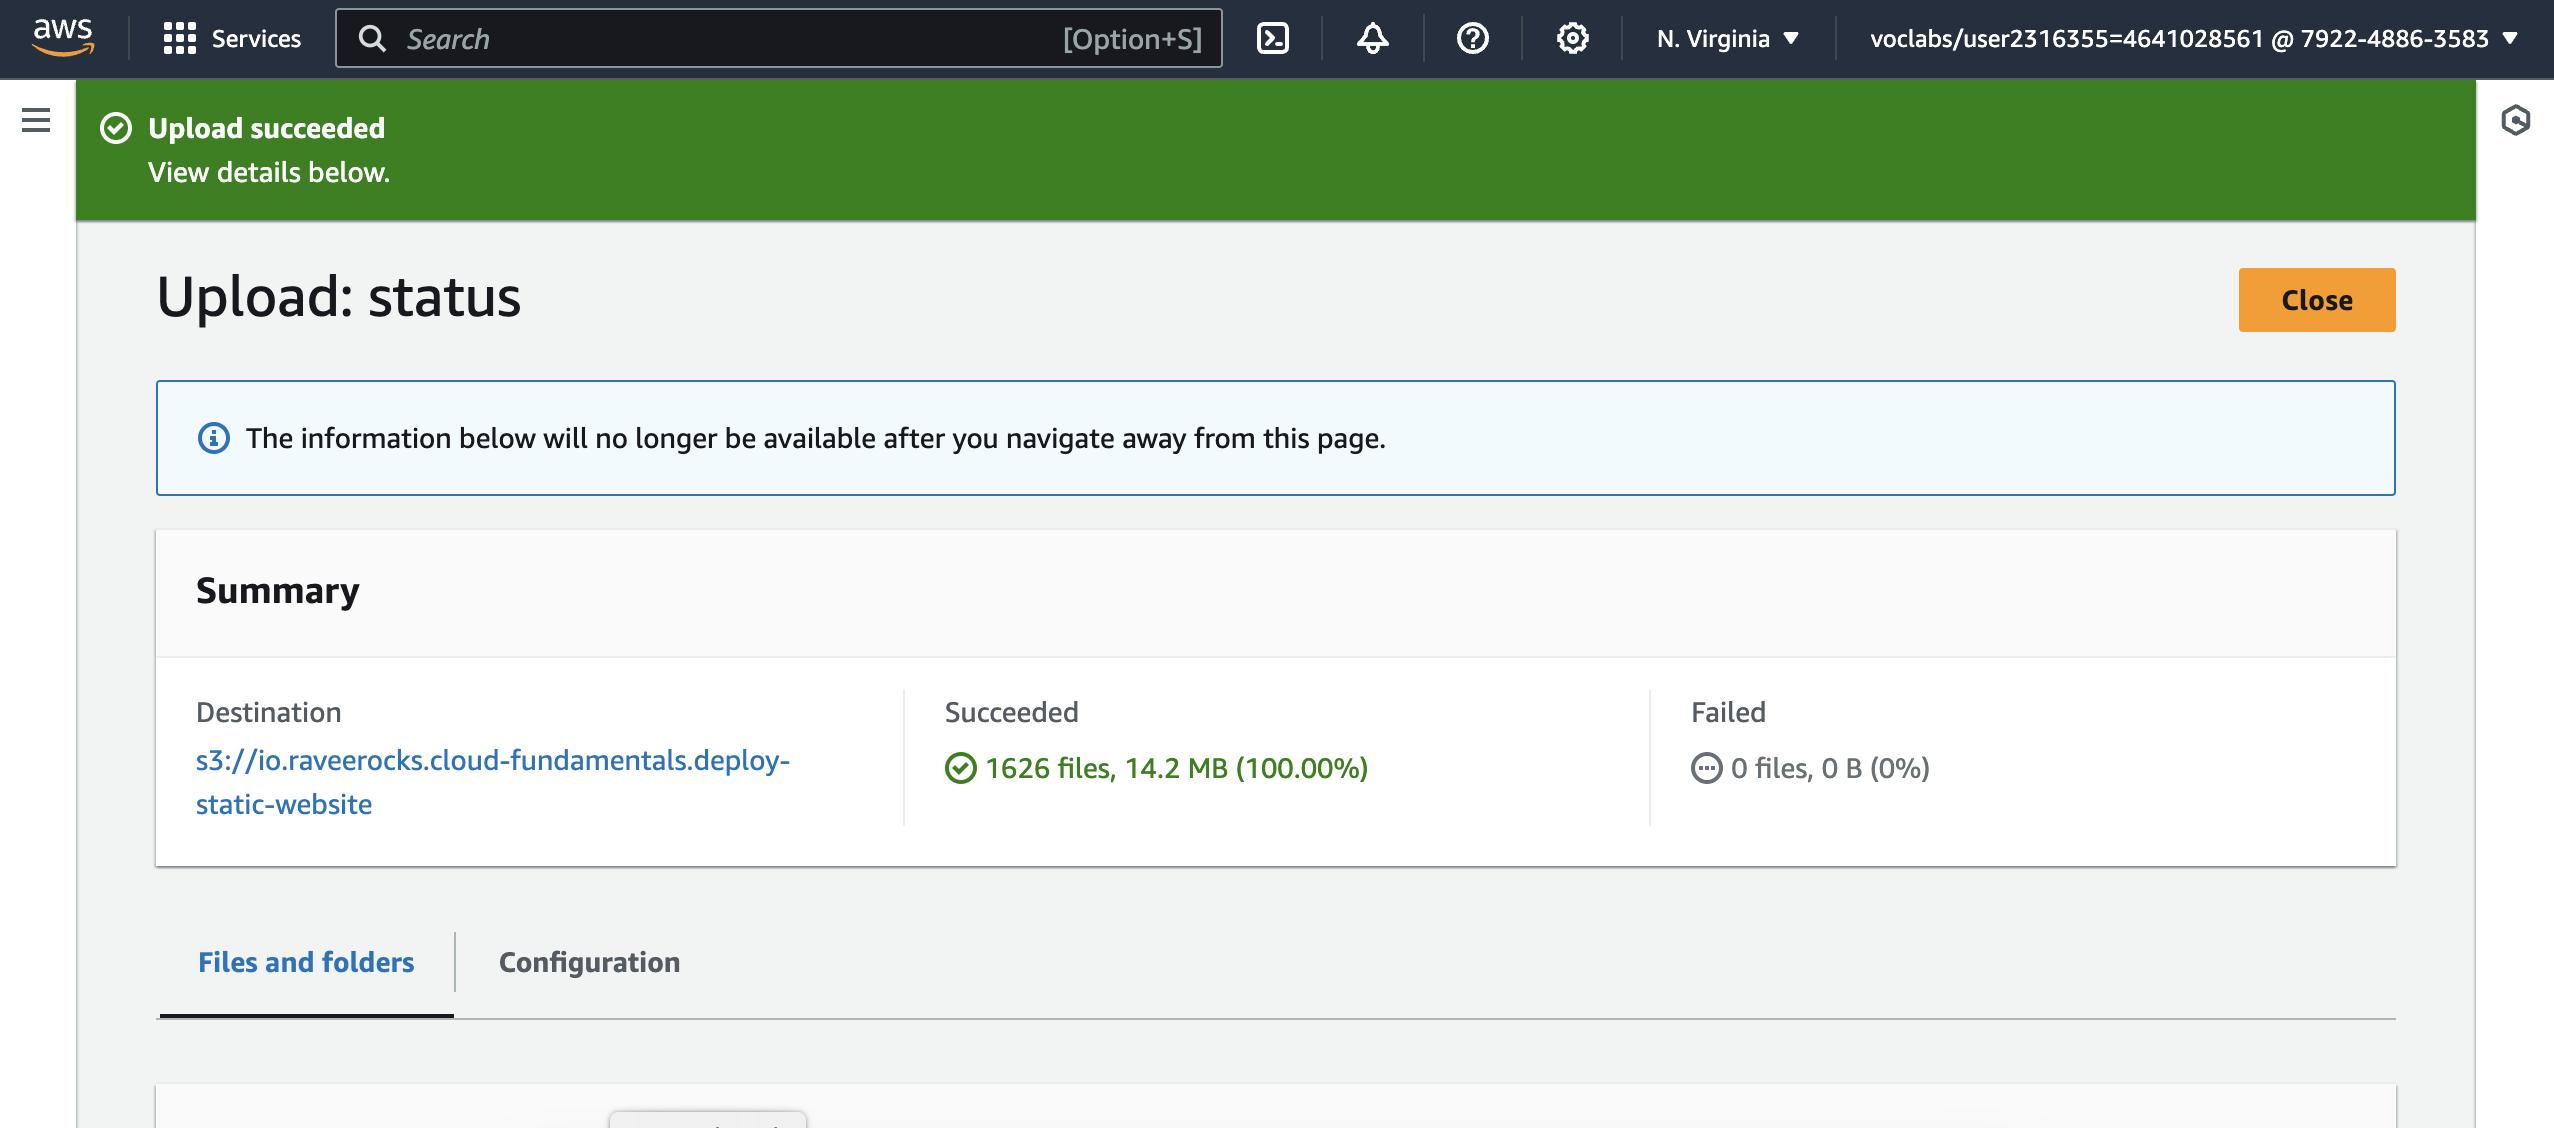 aws
Services
Search
[Option+S]
N. Virginia
voclabs/user2316355=4641028561 @ 7922-4886-3583
Upload succeeded
View details below.
Upload: status
Close
The information below will no longer be available after you navigate away from this page.
Summary
Destination
s3://io.raveerocks.cloud-fundamentals.deploy-
static-website
Succeeded
1626 files, 14.2 MB (100.00%)
Failed
0 files, 0 B (0%)
Files and folders
Configuration